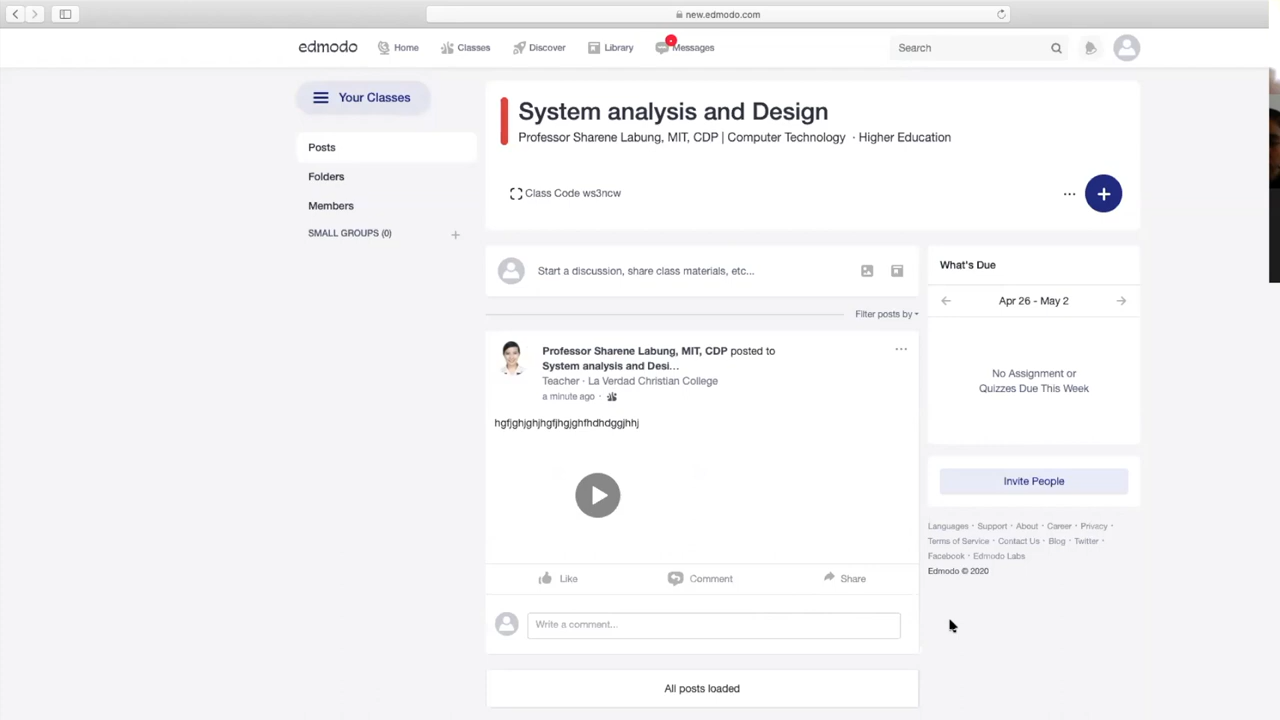 new.edmodo.com
edmodo Home Classes Discover Library Messages Search
Your Classes
Posts
Folders
Members
SMALL GROUPS (0) +
System analysis and Design
Professor Sharene Labung, MIT, CDP | Computer Technology · Higher Education
Class Code ws3ncw
Start a discussion, share class materials, etc...
Filter posts by
Professor Sharene Labung, MIT, CDP posted to
System analysis and Desi...
Teacher · La Verdad Christian College
a minute ago ·
hgfjghjghjhgfjhgjghfhdhdggjhhj
Like Comment Share
Write a comment...
All posts loaded
What's Due
Apr 26 - May 2
No Assignment or
Quizzes Due This Week
Invite People
Languages · Support · About · Career · Privacy ·
Terms of Service · Contact Us · Blog · Twitter ·
Facebook · Edmodo Labs
Edmodo © 2020